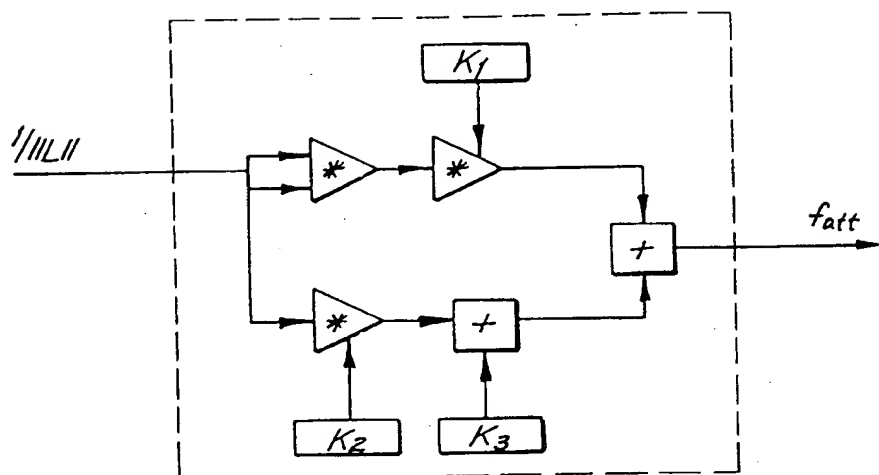 K1
1/||L||
*
*
fatt
+
*
+
K2
K3